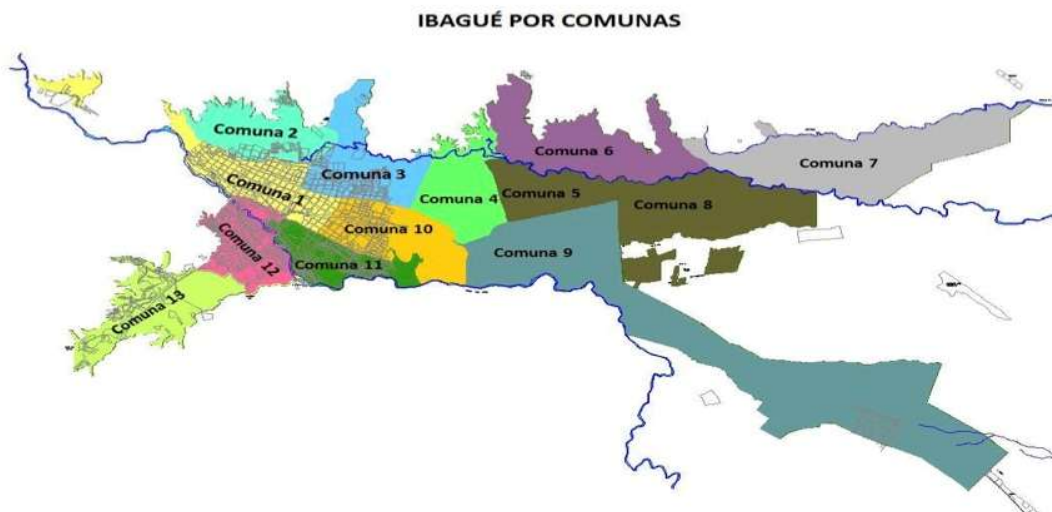 IBAGUÉ POR COMUNAS
Comuna 2
Comuna 6
Comuna 7
Comuna 3
Comuna 1
Comuna 4
Comuna 5
Comuna 8
Comuna 10
Comuna 9
Comuna 12
Comuna 11
Comuna 13